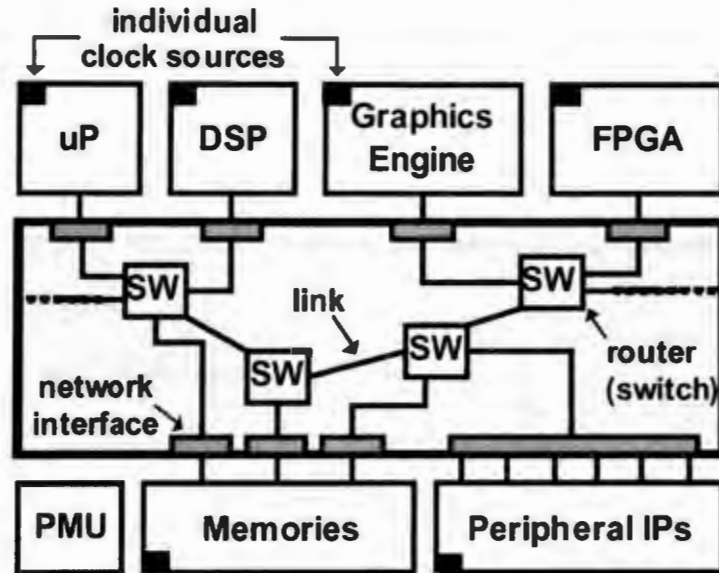 individual
clock sources
uP
DSP
Graphics
Engine
FPGA
SW
SW
link
SW
SW
router
(switch)
network
interface
PMU
Memories
Peripheral IPs